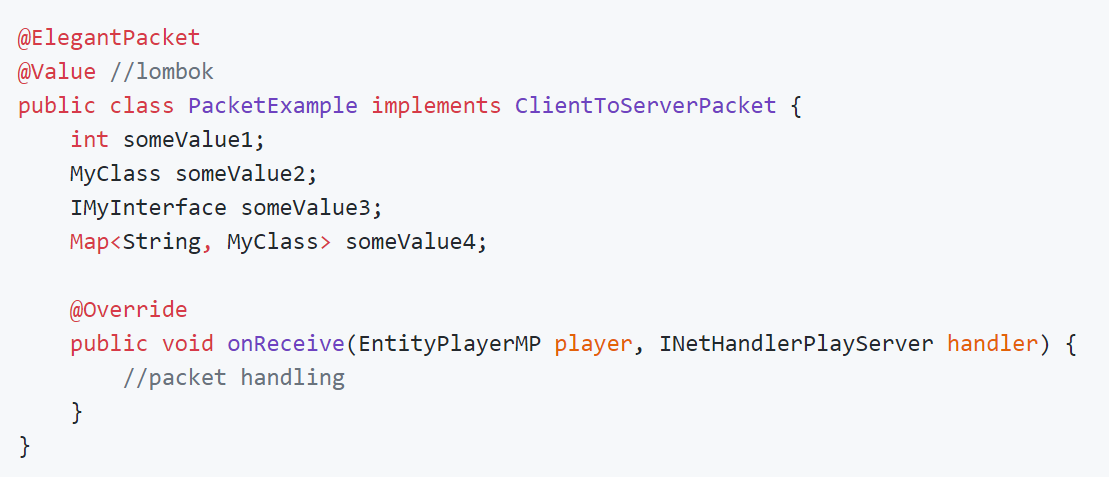 @ElegantPacket
@Value //lombok
public class PacketExample implements ClientToServerPacket {
    int someValue1;
    MyClass someValue2;
    IMyInterface someValue3;
    Map<String, MyClass> someValue4;

    @Override
    public void onReceive(EntityPlayerMP player, INetHandlerPlayServer handler) {
        //packet handling
    }
}